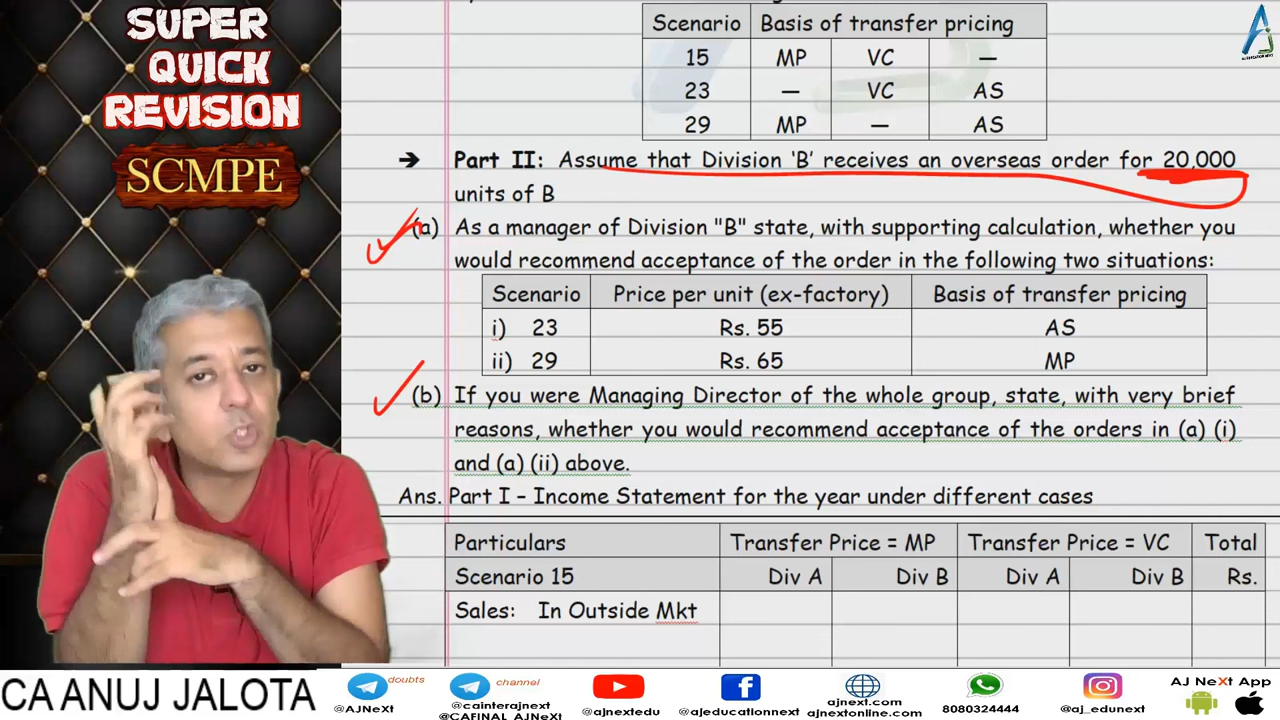 SUPER
QUICK
REVISION
SCMPE
Scenario Basis of transfer pricing
15 MP VC —
23 — VC AS
29 MP — AS
➔ Part II: Assume that Division ‘B’ receives an overseas order for 20,000
units of B
(a) As a manager of Division "B" state, with supporting calculation, whether you
would recommend acceptance of the order in the following two situations:
Scenario Price per unit (ex-factory) Basis of transfer pricing
i) 23 Rs. 55 AS
ii) 29 Rs. 65 MP
(b) If you were Managing Director of the whole group, state, with very brief
reasons, whether you would recommend acceptance of the orders in (a) (i)
and (a) (ii) above.
Ans. Part I – Income Statement for the year under different cases
Particulars Transfer Price = MP Transfer Price = VC Total
Scenario 15 Div A Div B Div A Div B Rs.
Sales: In Outside Mkt
CA ANUJ JALOTA
doubts
@AJNeXt
channel
@cainterajnext
@CAFINAL_AJNeXt
@ajnextedu
@ajeducationnext
ajnext.com
ajnextonline.com
8080324444
@aj_edunext
AJ NeXt App